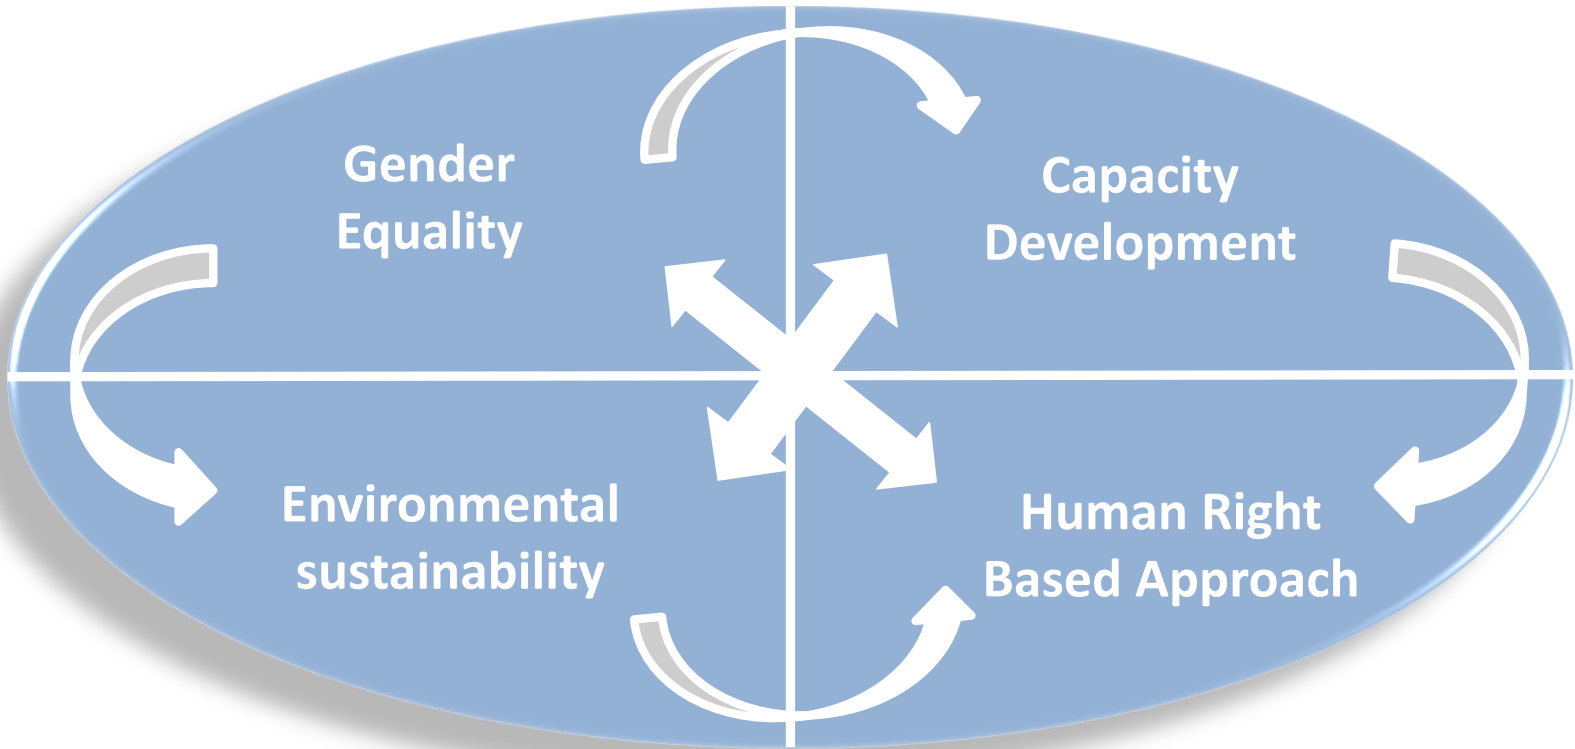 Gender
Equality
Capacity
Development
Environmental
sustainability
Human Right
Based Approach